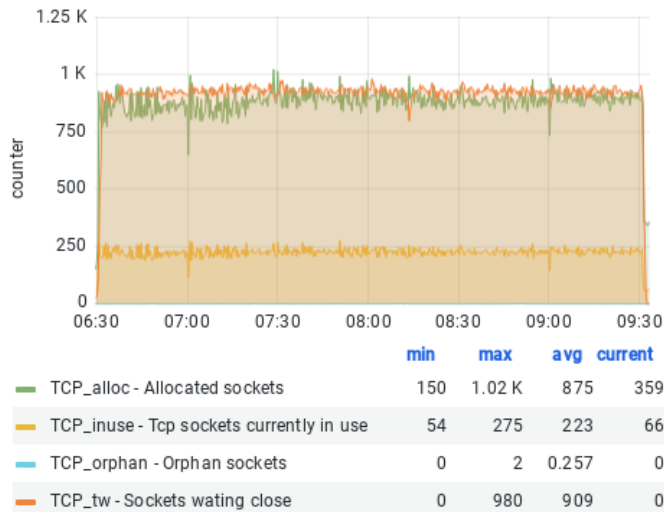 1.25 K
1 K
750
500
250
0
counter
06:30 07:00 07:30 08:00 08:30 09:00 09:30
min max avg current
TCP_alloc - Allocated sockets 150 1.02 K 875 359
TCP_inuse - Tcp sockets currently in use 54 275 223 66
TCP_orphan - Orphan sockets 0 2 0.257 0
TCP_tw - Sockets wating close 0 980 909 0